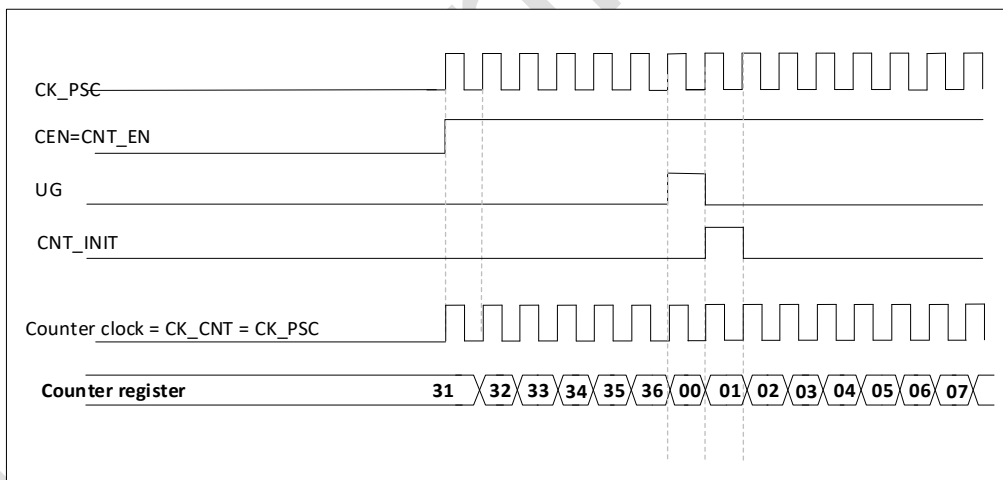 CK_PSC
CEN=CNT_EN
UG
CNT_INIT
Counter clock = CK_CNT = CK_PSC
Counter register 31 32 33 34 35 36 00 01 02 03 04 05 06 07